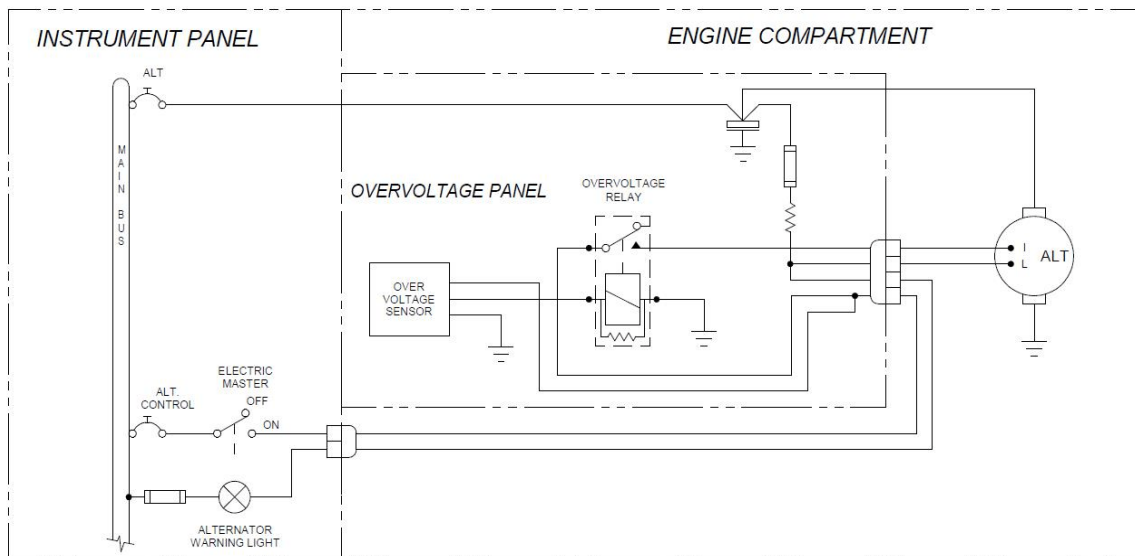 INSTRUMENT PANEL
ENGINE COMPARTMENT
ALT
MAIN BUS
OVERVOLTAGE PANEL
OVERVOLTAGE
RELAY
I
L
ALT
OVER
VOLTAGE
SENSOR
ELECTRIC
MASTER
OFF
ON
ALT.
CONTROL
ALTERNATOR
WARNING LIGHT